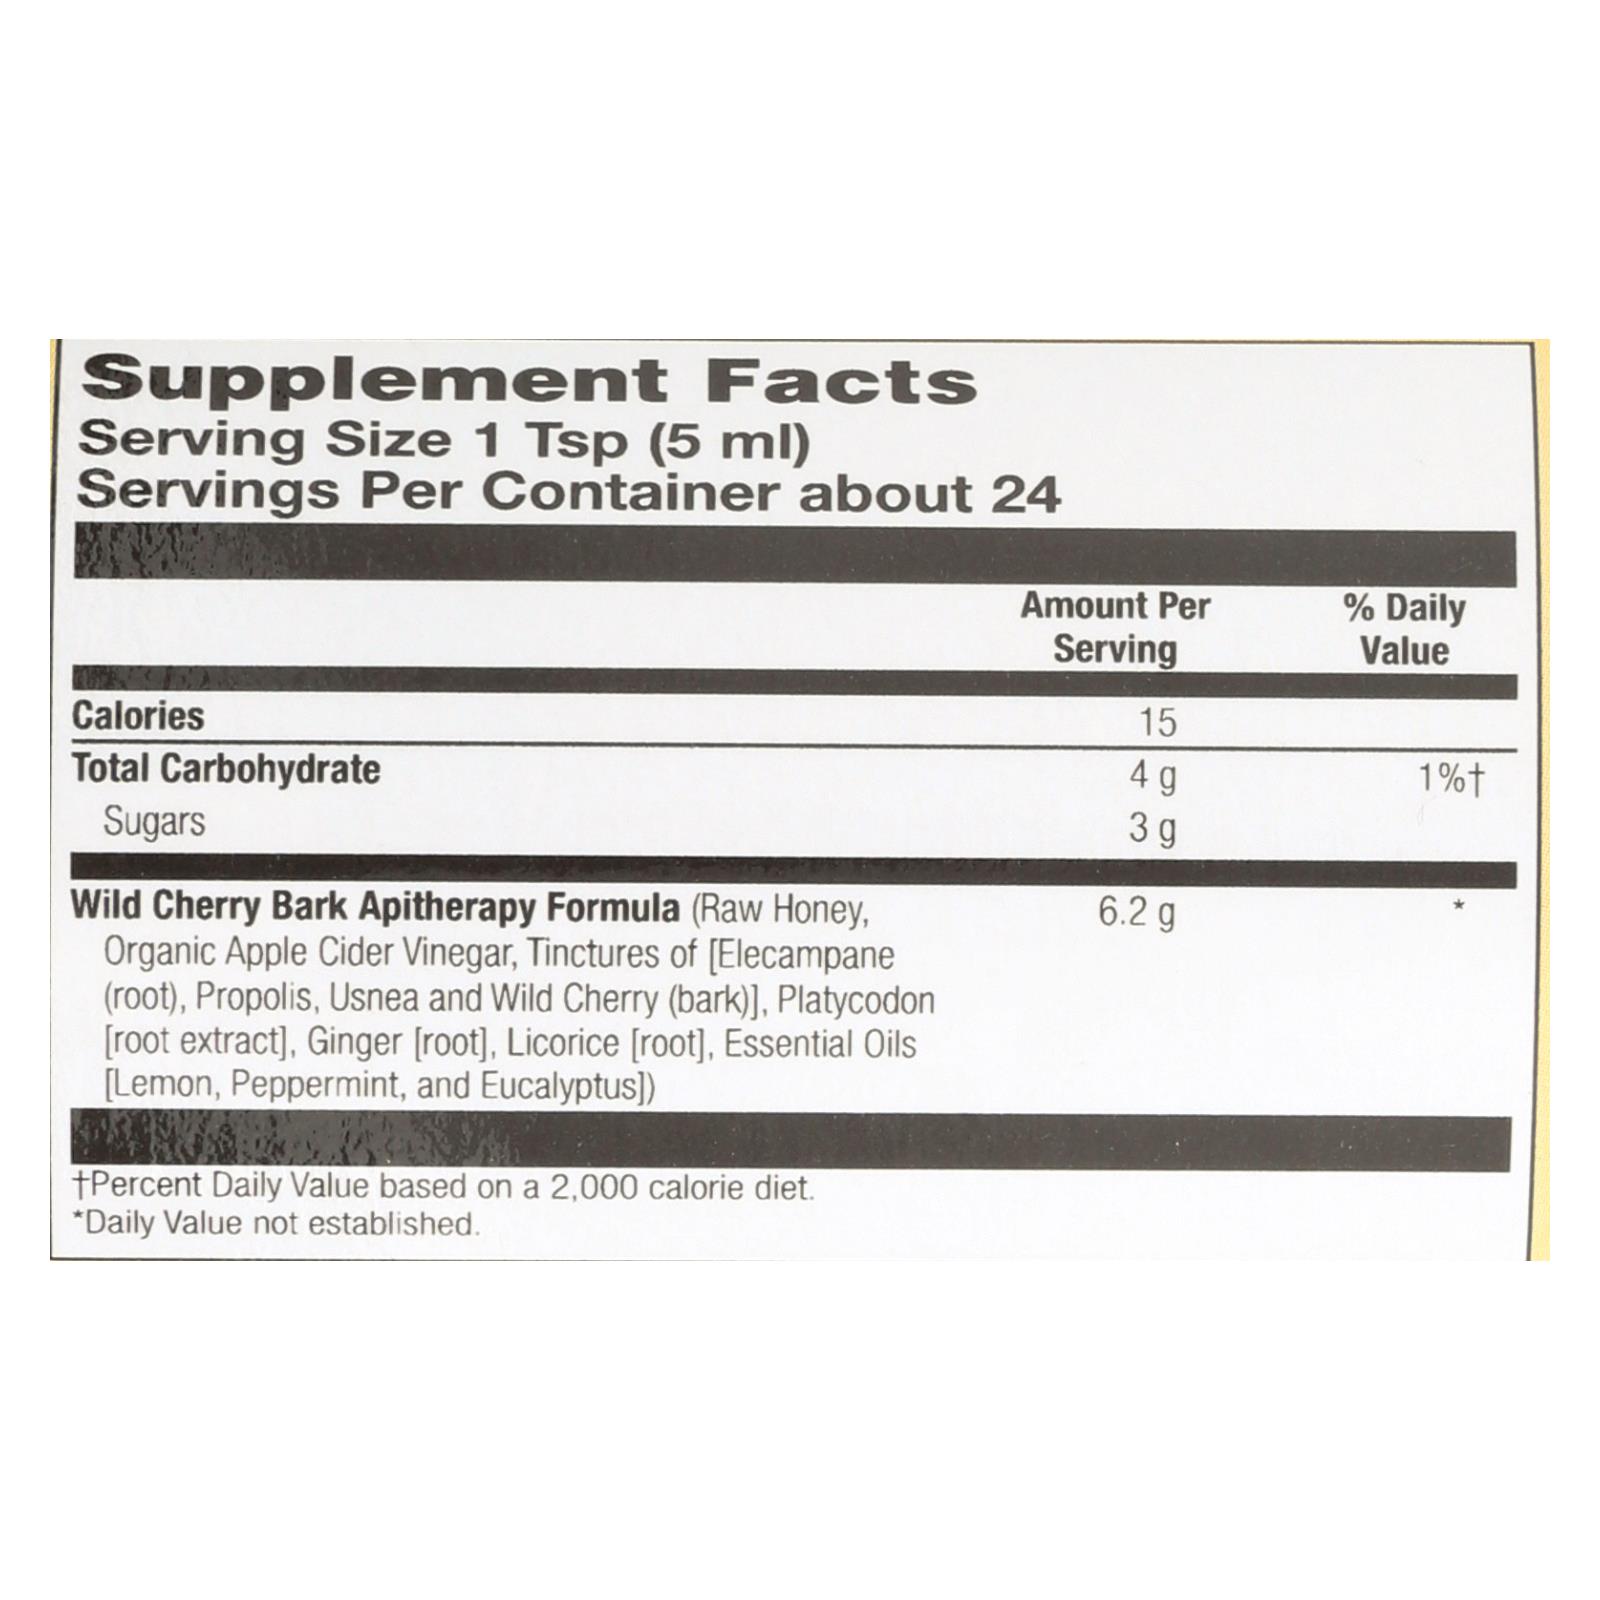 Supplement Facts
Serving Size 1 Tsp (5 ml)
Servings Per Container about 24
Amount Per Serving
% Daily Value
Calories 15
Total Carbohydrate 4 g 1%†
Sugars 3 g
Wild Cherry Bark Apitherapy Formula (Raw Honey, 6.2 g *
Organic Apple Cider Vinegar, Tinctures of [Elecampane
(root), Propolis, Usnea and Wild Cherry (bark)], Platycodon
[root extract], Ginger [root], Licorice [root], Essential Oils
[Lemon, Peppermint, and Eucalyptus])
†Percent Daily Value based on a 2,000 calorie diet.
*Daily Value not established.